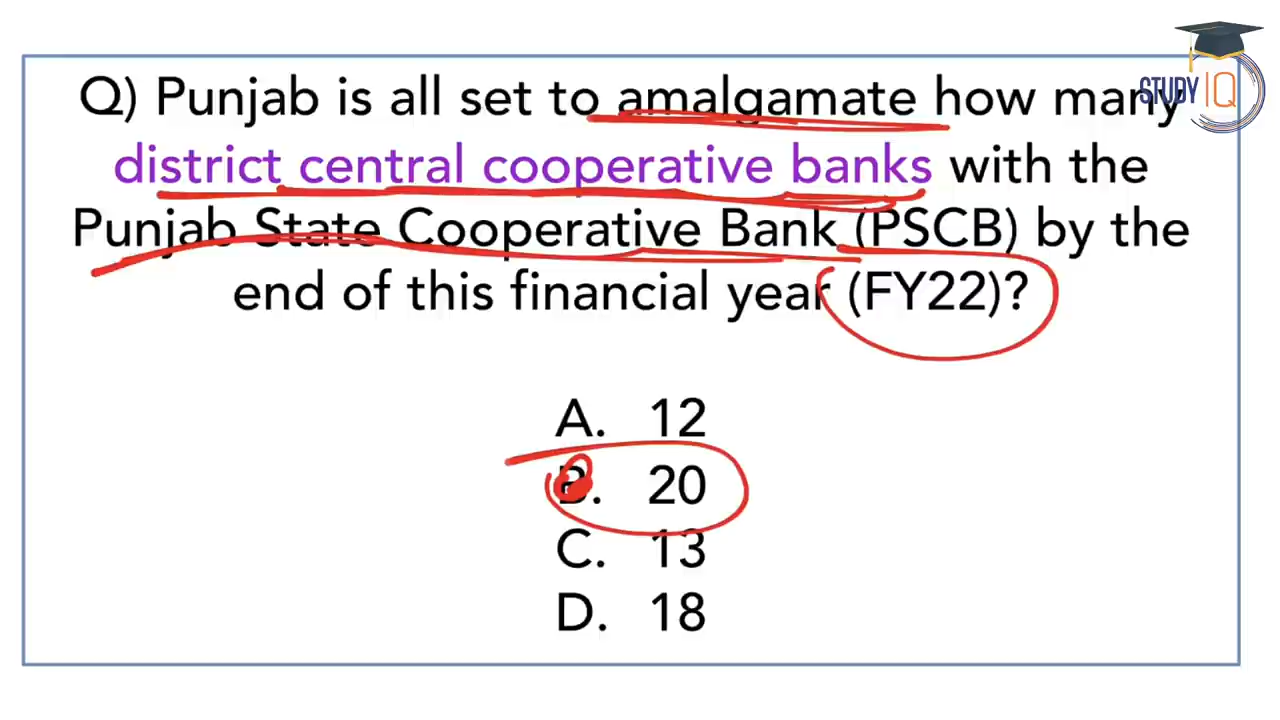 Q) Punjab is all set to amalgamate how many
district central cooperative banks with the
Punjab State Cooperative Bank (PSCB) by the
end of this financial year (FY22)?
A. 12
B. 20
C. 13
D. 18
STUDY IQ